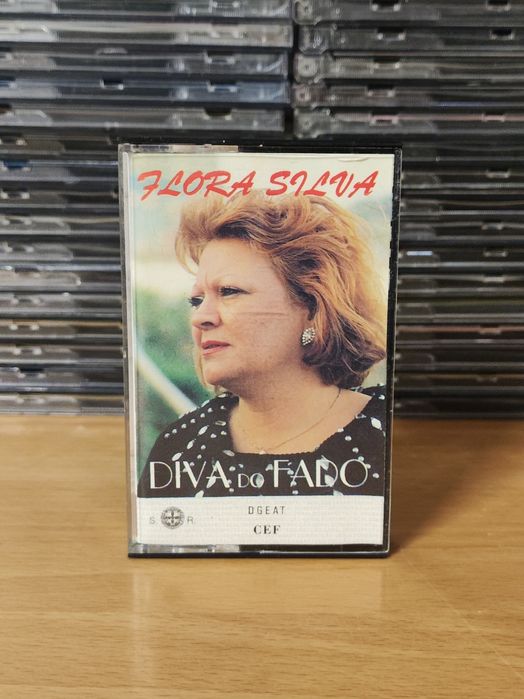 FLORA SILVA
DIVA DO FADO
DGEAT
S R
CEF